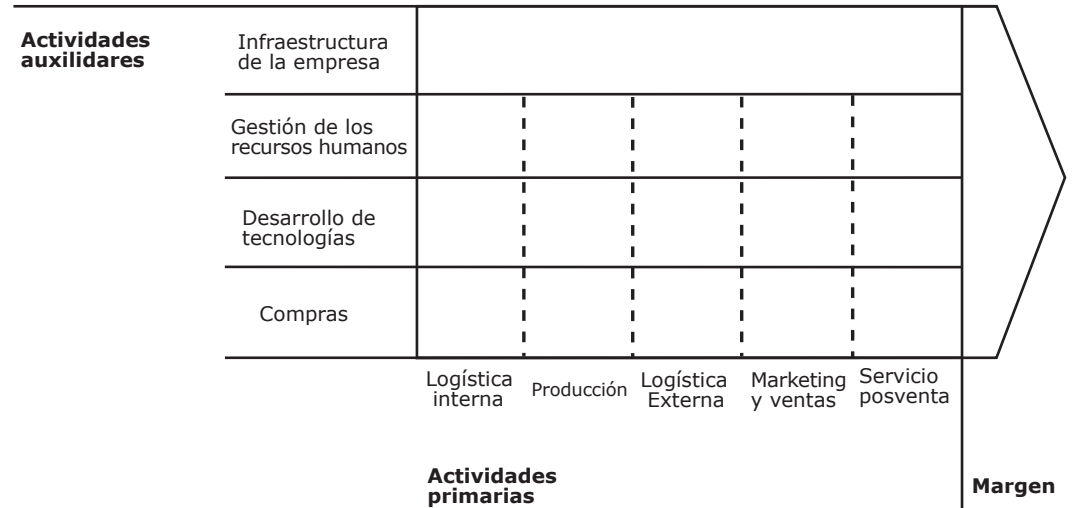 Actividades
auxilidares
Infraestructura
de la empresa
Gestión de los
recursos humanos
Desarrollo de
tecnologías
Compras
Logística
interna
Producción
Logística
Externa
Marketing
y ventas
Servicio
posventa
Actividades
primarias
Margen